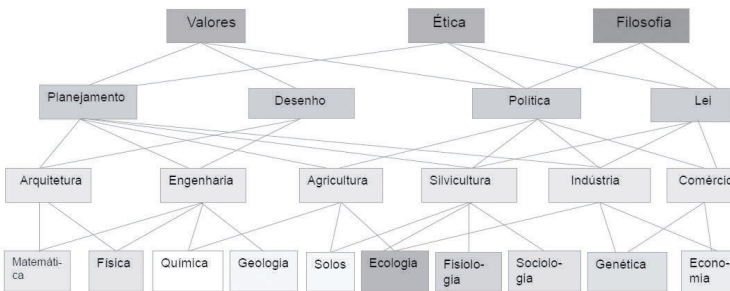 Valores Ética Filosofia
Planejamento Desenho Política Lei
Arquitetura Engenharia Agricultura Silvicultura Indústria Comércio
Matemáti-
ca
Física
Química
Geologia
Solos
Ecologia
Fisiolo-
gia
Sociolo-
gia
Genética
Econo-
mia